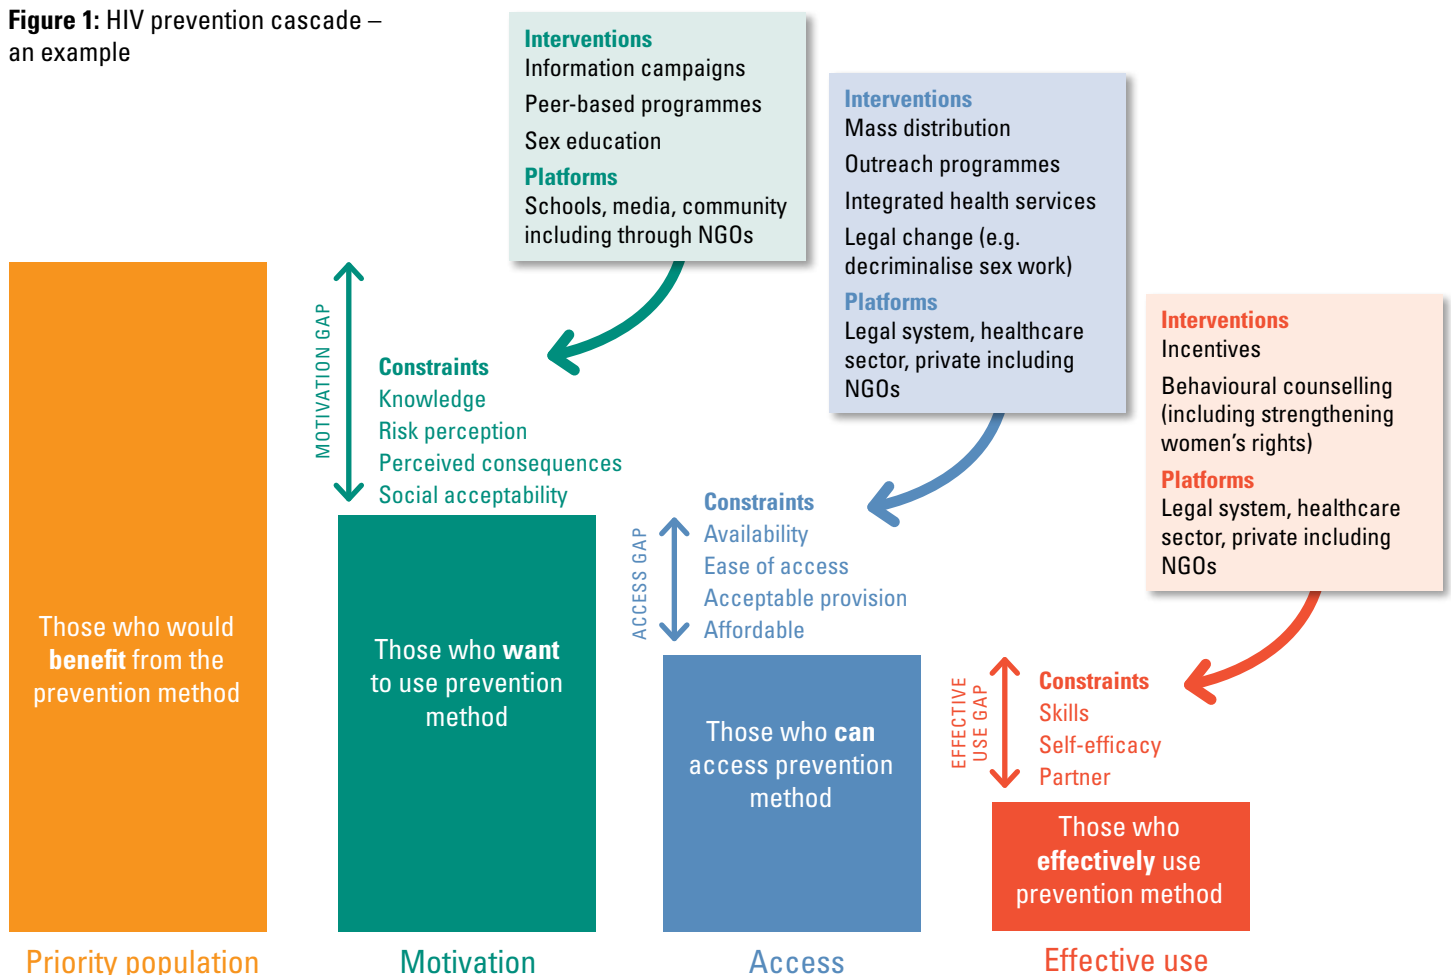 Figure 1: HIV prevention cascade –
an example
Interventions
Information campaigns
Peer-based programmes
Sex education
Platforms
Schools, media, community
including through NGOs
Interventions
Mass distribution
Outreach programmes
Integrated health services
Legal change (e.g.
decriminalise sex work)
Platforms
Legal system, healthcare
sector, private including
NGOs
Interventions
Incentives
Behavioural counselling
(including strengthening
women's rights)
Platforms
Legal system, healthcare
sector, private including
NGOs
MOTIVATION GAP
Constraints
Knowledge
Risk perception
Perceived consequences
Social acceptability
ACCESS GAP
Constraints
Availability
Ease of access
Acceptable provision
Affordable
EFFECTIVE
USE GAP
Constraints
Skills
Self-efficacy
Partner
Those who would
benefit from the
prevention method
Those who want
to use prevention
method
Those who can
access prevention
method
Those who
effectively use
prevention method
Priority population
Motivation
Access
Effective use